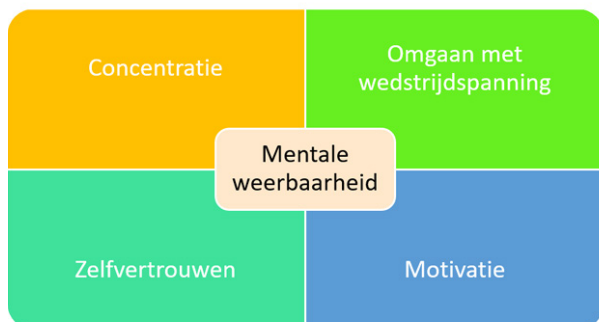 Concentratie
Omgaan met
wedstrijdspanning
Mentale
weerbaarheid
Zelfvertrouwen
Motivatie